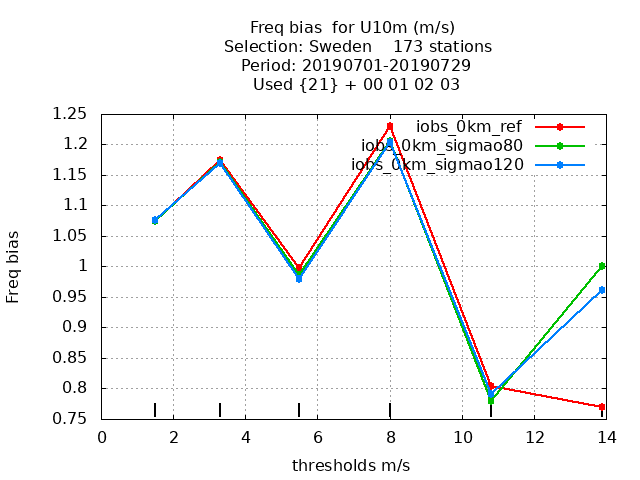 Freq bias  for U10m (m/s)
Selection: Sweden    173 stations
Period: 20190701-20190729
Used {21} + 00 01 02 03
iobs_0km_ref
iobs_0km_sigmao80
iobs_0km_sigmao120
1.25
1.2
1.15
1.1
1.05
1
0.95
0.9
0.85
0.8
0.75
Freq bias
0 2 4 6 8 10 12 14
thresholds m/s